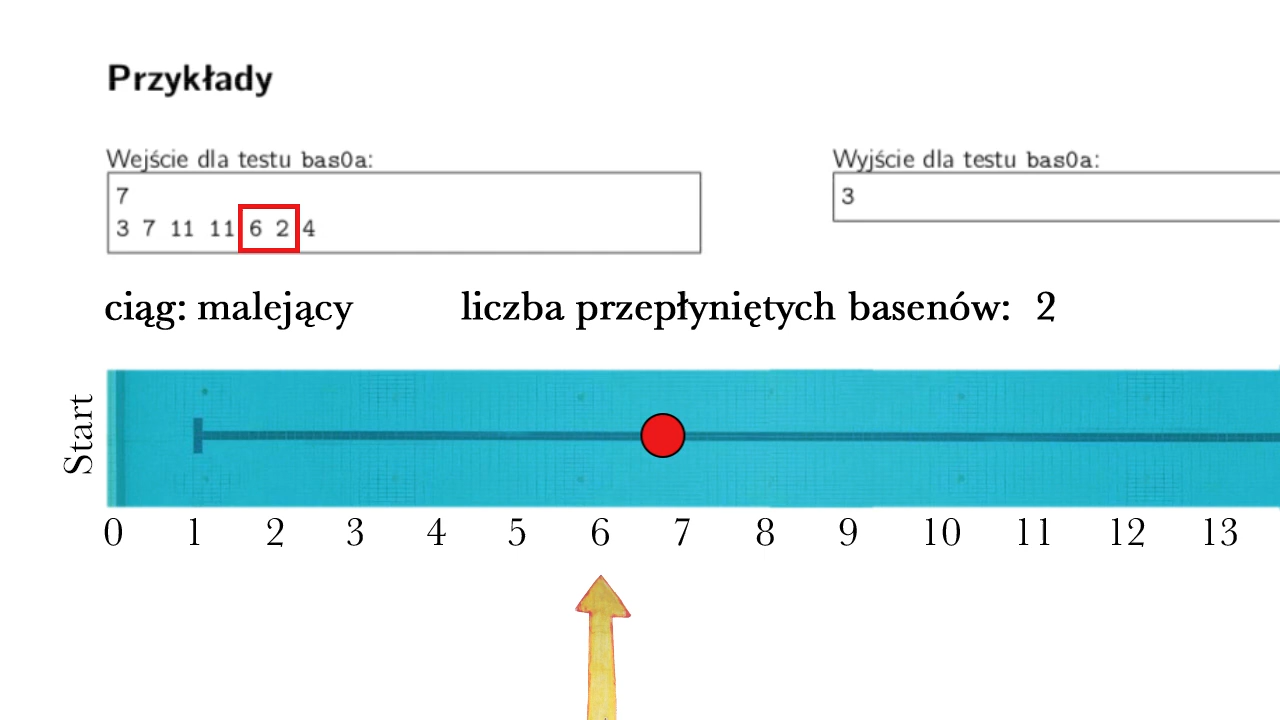 Przykłady
Wejście dla testu bas0a:
7
3 7 11 11 6 2 4
Wyjście dla testu bas0a:
3
ciąg: malejący
liczba przepłyniętych basenów: 2
Start
0 1 2 3 4 5 6 7 8 9 10 11 12 13